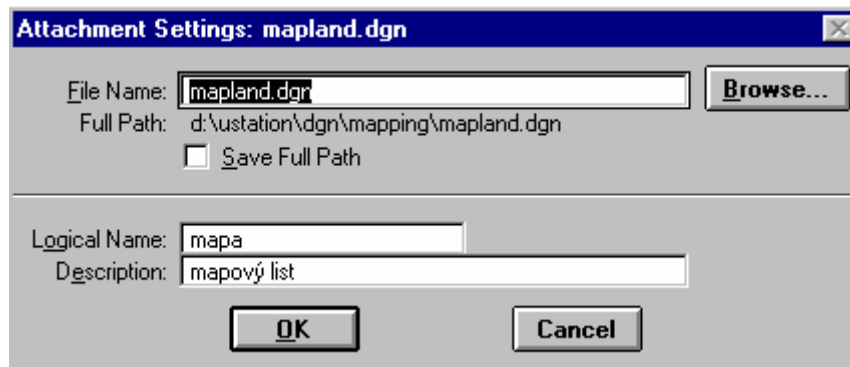 Attachment Settings: mapland.dgn
File Name: mapland.dgn Browse...
Full Path: d:\ustation\dgn\mapping\mapland.dgn
Save Full Path
Logical Name: mapa
Description: mapový list
OK Cancel